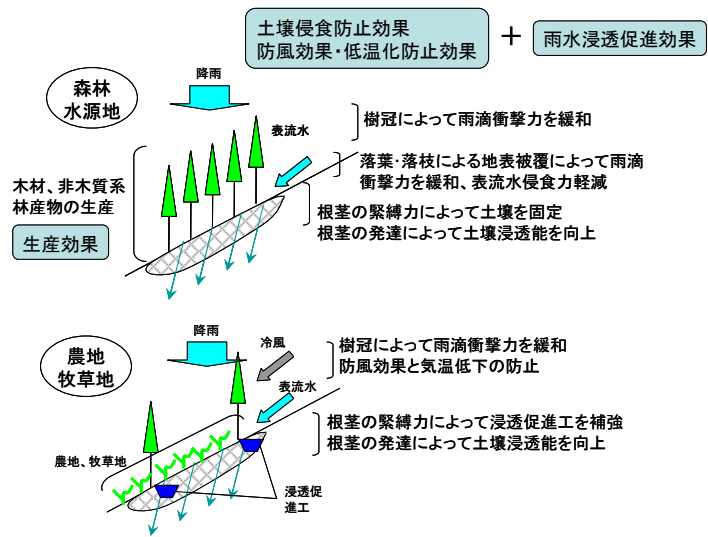 土壌侵食防止効果
防風効果・低温化防止効果
＋
雨水浸透促進効果
森林
水源地
降雨
表流水
樹冠によって雨滴衝撃力を緩和
落葉・落枝による地表被覆によって雨滴
衝撃力を緩和、表流水侵食力軽減
木材、非木質系
林産物の生産
生産効果
根茎の緊縛力によって土壌を固定
根茎の発達によって土壌浸透能を向上
農地
牧草地
降雨
冷風
表流水
樹冠によって雨滴衝撃力を緩和
防風効果と気温低下の防止
根茎の緊縛力によって浸透促進工を補強
根茎の発達によって土壌浸透能を向上
農地、牧草地
浸透促
進工